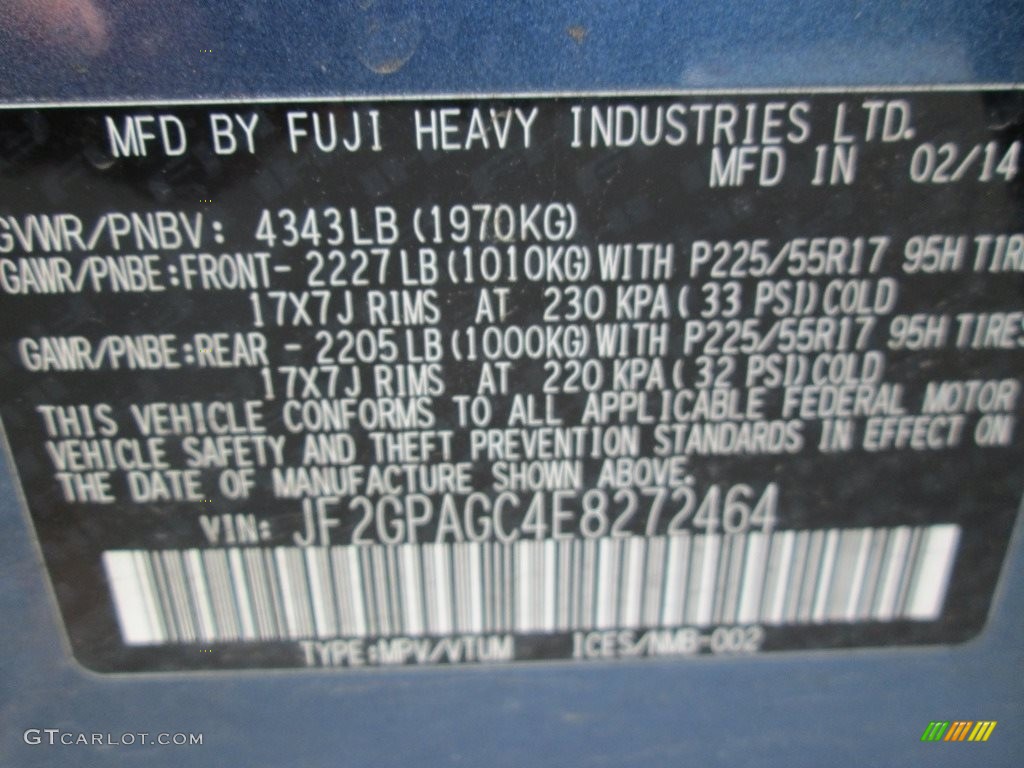 MFD BY FUJI HEAVY INDUSTRIES LTD.
MFD IN 02/14
GVWR/PNBV: 4343LB (1970KG)
GAWR/PNBE:FRONT- 2227 LB (1010KG) WITH P225/55R17 95H TIRE
17X7J RIMS AT 230 KPA ( 33 PSI) COLD
GAWR/PNBE:REAR - 2205 LB (1000KG) WITH P225/55R17 95H TIRES
17X7J RIMS AT 220 KPA ( 32 PSI) COLD
THIS VEHICLE CONFORMS TO ALL APPLICABLE FEDERAL MOTOR
VEHICLE SAFETY AND THEFT PREVENTION STANDARDS IN EFFECT ON
THE DATE OF MANUFACTURE SHOWN ABOVE.
VIN: JF2GPAGC4E8272464
TYPE:MPV/VTUM ICES/NMB-002
GTCARLOT.COM